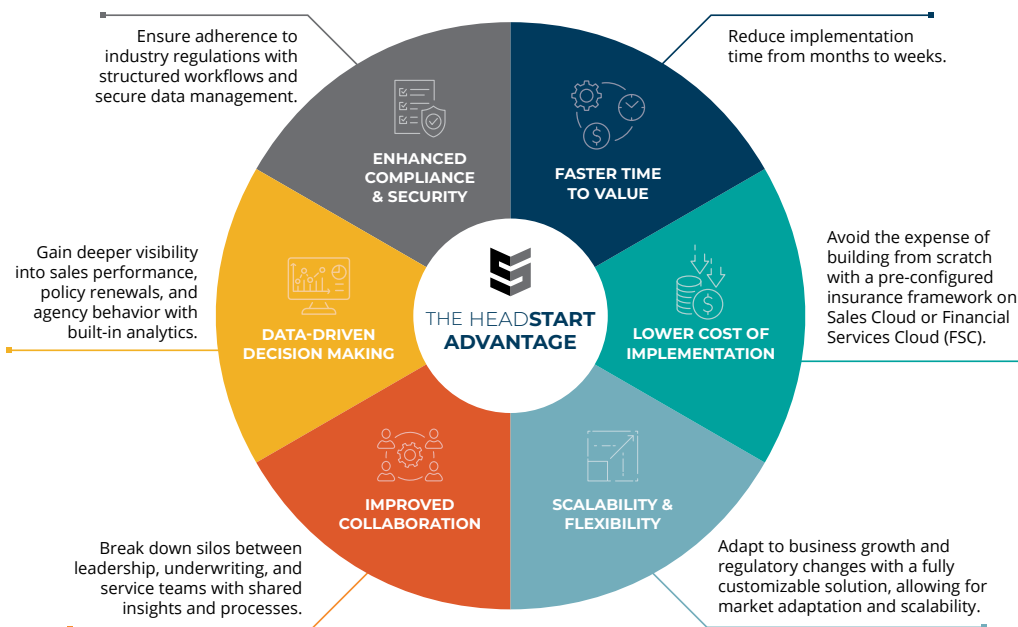 Ensure adherence to
industry regulations with
structured workflows and
secure data management.
Reduce implementation
time from months to weeks.
ENHANCED
COMPLIANCE
& SECURITY
FASTER TIME
TO VALUE
Gain deeper visibility
into sales performance,
policy renewals, and
agency behavior with
built-in analytics.
DATA-DRIVEN
DECISION MAKING
THE HEADSTART
ADVANTAGE
LOWER COST OF
IMPLEMENTATION
Avoid the expense of
building from scratch
with a pre-configured
insurance framework on
Sales Cloud or Financial
Services Cloud (FSC).
IMPROVED
COLLABORATION
SCALABILITY &
FLEXIBILITY
Break down silos between
leadership, underwriting, and
service teams with shared
insights and processes.
Adapt to business growth and
regulatory changes with a fully
customizable solution, allowing for
market adaptation and scalability.